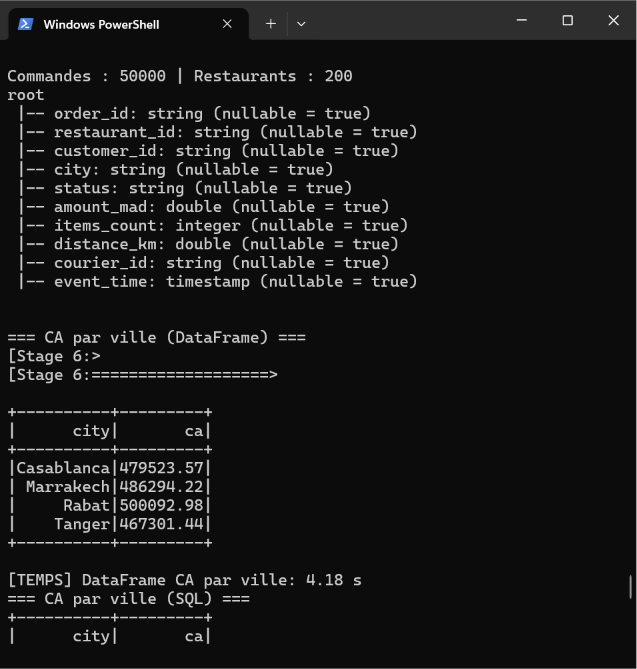 Windows PowerShell
Commandes : 50000 | Restaurants : 200
root
 |-- order_id: string (nullable = true)
 |-- restaurant_id: string (nullable = true)
 |-- customer_id: string (nullable = true)
 |-- city: string (nullable = true)
 |-- status: string (nullable = true)
 |-- amount_mad: double (nullable = true)
 |-- items_count: integer (nullable = true)
 |-- distance_km: double (nullable = true)
 |-- courier_id: string (nullable = true)
 |-- event_time: timestamp (nullable = true)
=== CA par ville (DataFrame) ===
[Stage 6:>
[Stage 6:===================>
+----------+---------+
|      city|       ca|
+----------+---------+
|Casablanca|479523.57|
| Marrakech|486294.22|
|     Rabat|500092.98|
|    Tanger|467301.44|
+----------+---------+
[TEMPS] DataFrame CA par ville: 4.18 s
=== CA par ville (SQL) ===
+----------+---------+
|      city|       ca|